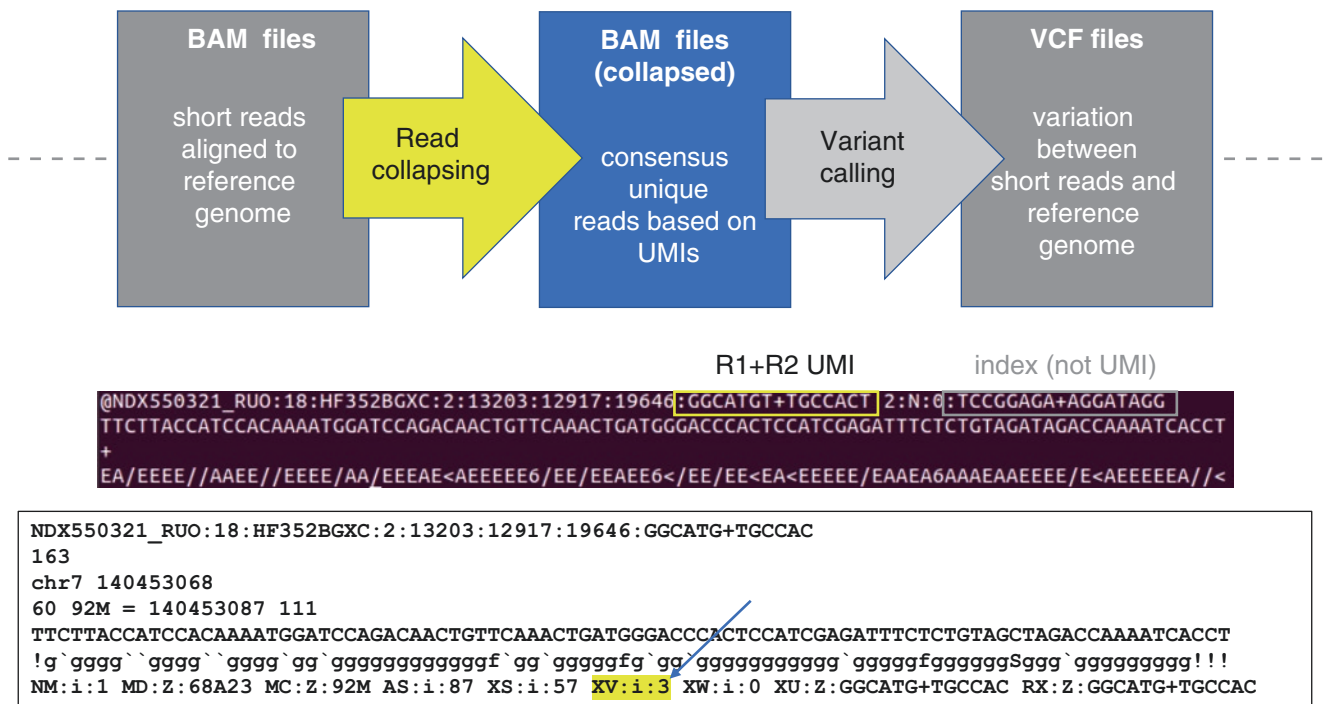 BAM files
short reads
aligned to
reference
genome
Read
collapsing
BAM files
(collapsed)
consensus
unique
reads based on
UMIs
Variant
calling
VCF files
variation
between
short reads and
reference
genome
R1+R2 UMI index (not UMI)
@NDX550321_RUO:18:HF352BGXC:2:13203:12917:19646:GGCATGT+TGCCACT 2:N:0:TCCGGAGA+AGGATAGG
TTCTTACCATCCACAAAATGGATCCAGACAACTGTTCAAACTGATGGGACCCACTCCATCGAGATTTCTCTGTAGATAGACCAAAATCACCT
+
EA/EEEE//AAEE//EEEE/AA/EEEAE<AEEEEE6/EE/EEAEE6</EE/EE<EA<EEEEE/EAAEA6AAAEAAEEEE/E<AEEEEEA//<
NDX550321_RUO:18:HF352BGXC:2:13203:12917:19646:GGCATG+TGCCAC
163
chr7 140453068
60 92M = 140453087 111
TTCTTACCATCCACAAAATGGATCCAGACAACTGTTCAAACTGATGGGACCCACTCCATCGAGATTTCTCTGTAGCTAGACCAAAATCACCT
!g`gggg``gggg``gggg`gg`ggggggggggggf`gg`gggggfg`gg`ggggggggggg`gggggfggggggSggg`ggggggggg!!!
NM:i:1 MD:Z:68A23 MC:Z:92M AS:i:87 XS:i:57 XV:i:3 XW:i:0 XU:Z:GGCATG+TGCCAC RX:Z:GGCATG+TGCCAC